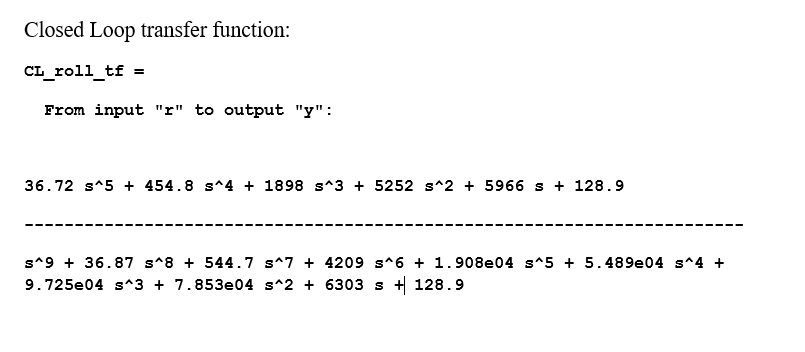 Closed Loop transfer function:
CL_roll_tf =
From input "r" to output "y":
36.72 s^5 + 454.8 s^4 + 1898 s^3 + 5252 s^2 + 5966 s + 128.9
------------------------------------------------------------------------
s^9 + 36.87 s^8 + 544.7 s^7 + 4209 s^6 + 1.908e04 s^5 + 5.489e04 s^4 +
9.725e04 s^3 + 7.853e04 s^2 + 6303 s + 128.9